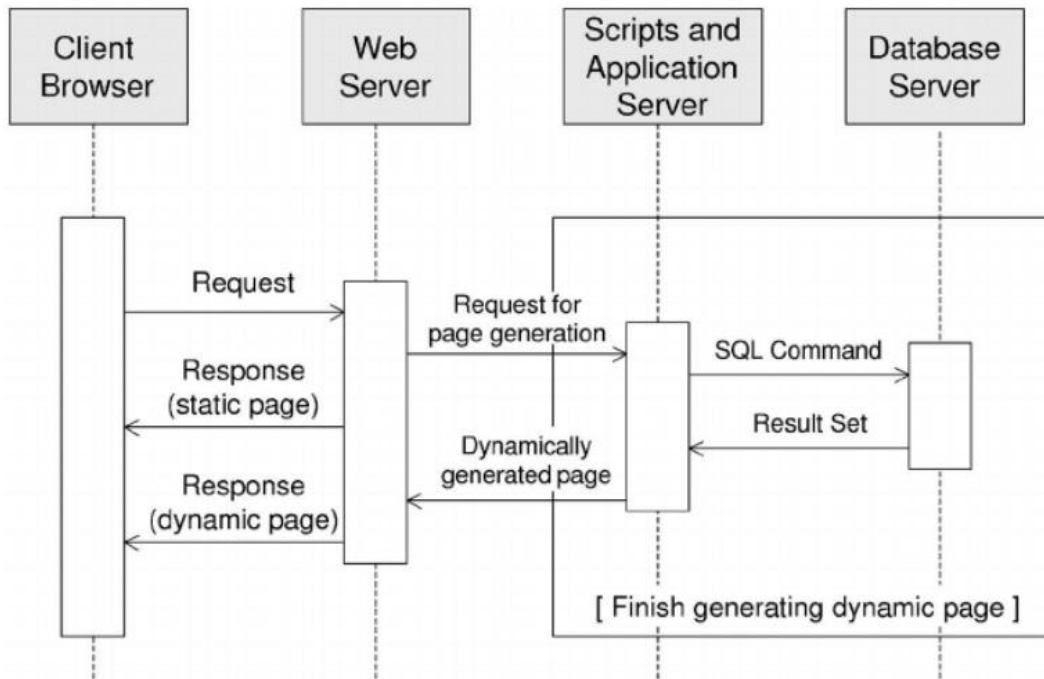 Client
Browser
Web
Server
Scripts and
Application
Server
Database
Server
Request
Request for
page generation
SQL Command
Response
(static page)
Result Set
Dynamically
generated page
Response
(dynamic page)
[ Finish generating dynamic page ]